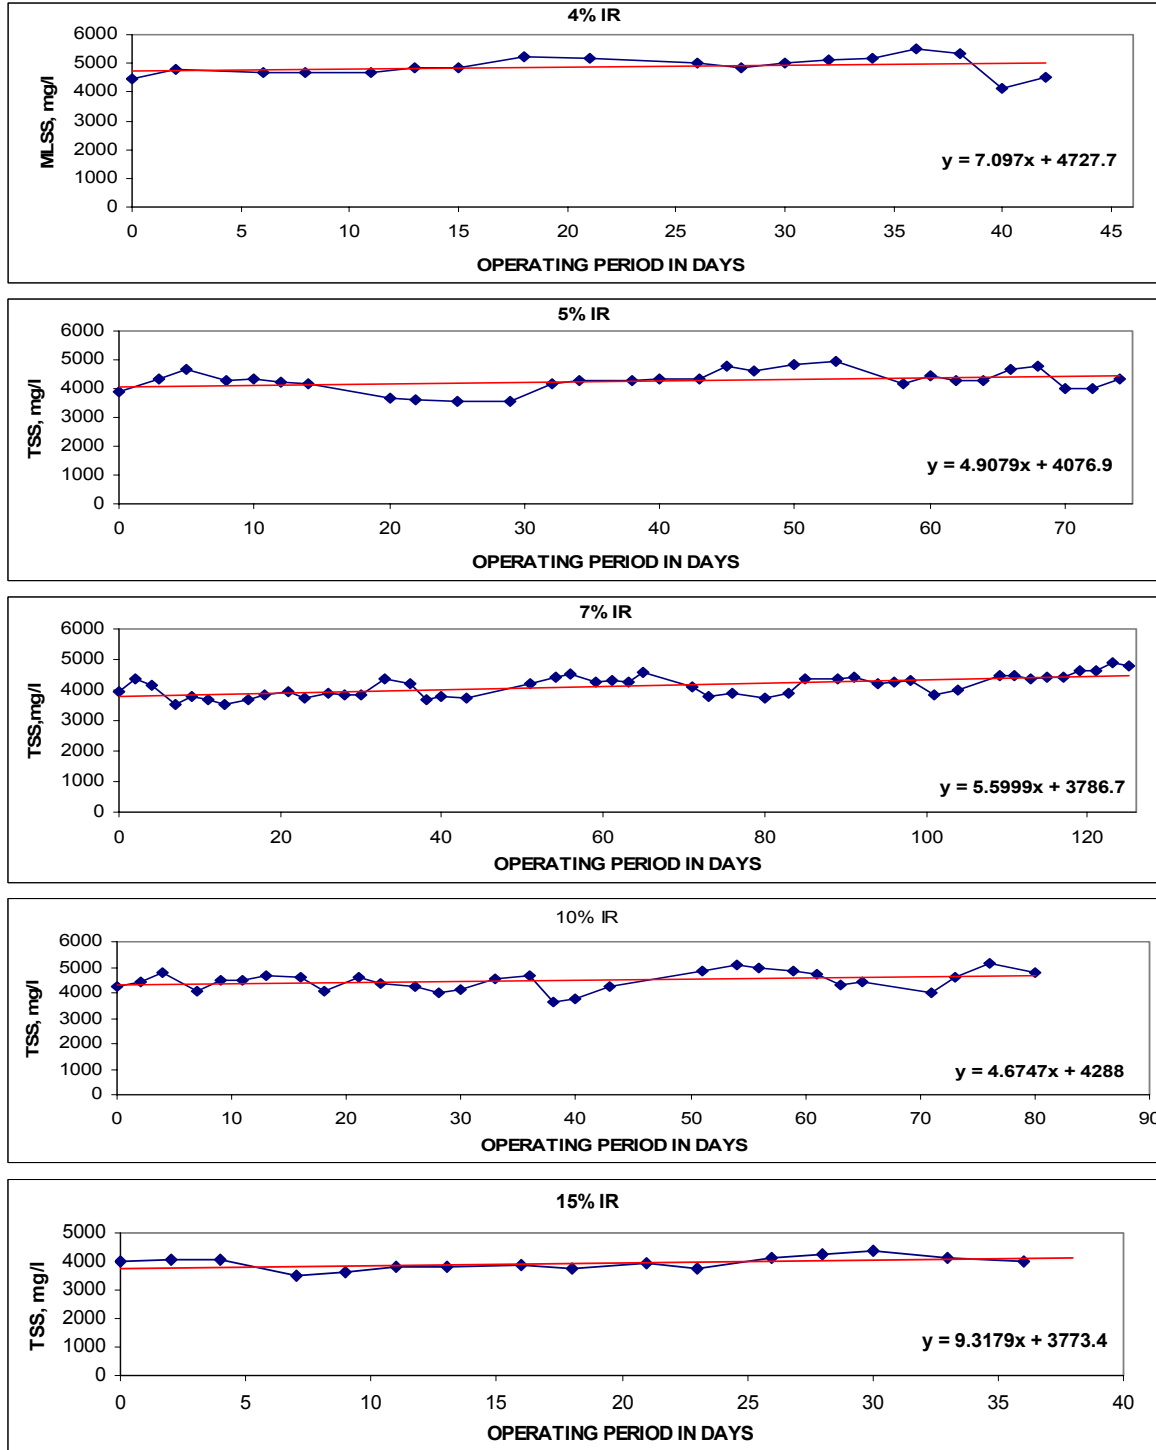 4% IR
6000
5000
4000
3000
2000
1000
0
MLSS, mg/l
y = 7.097x + 4727.7
0 5 10 15 20 25 30 35 40 45
OPERATING PERIOD IN DAYS
5% IR
6000
5000
4000
3000
2000
1000
0
TSS, mg/l
y = 4.9079x + 4076.9
0 10 20 30 40 50 60 70
OPERATING PERIOD IN DAYS
7% IR
6000
5000
4000
3000
2000
1000
0
TSS,mg/l
y = 5.5999x + 3786.7
0 20 40 60 80 100 120
OPERATING PERIOD IN DAYS
10% IR
6000
5000
4000
3000
2000
1000
0
TSS, mg/l
y = 4.6747x + 4288
0 10 20 30 40 50 60 70 80 90
OPERATING PERIOD IN DAYS
15% IR
5000
4000
3000
2000
1000
0
TSS, mg/l
y = 9.3179x + 3773.4
0 5 10 15 20 25 30 35 40
OPERATING PERIOD IN DAYS